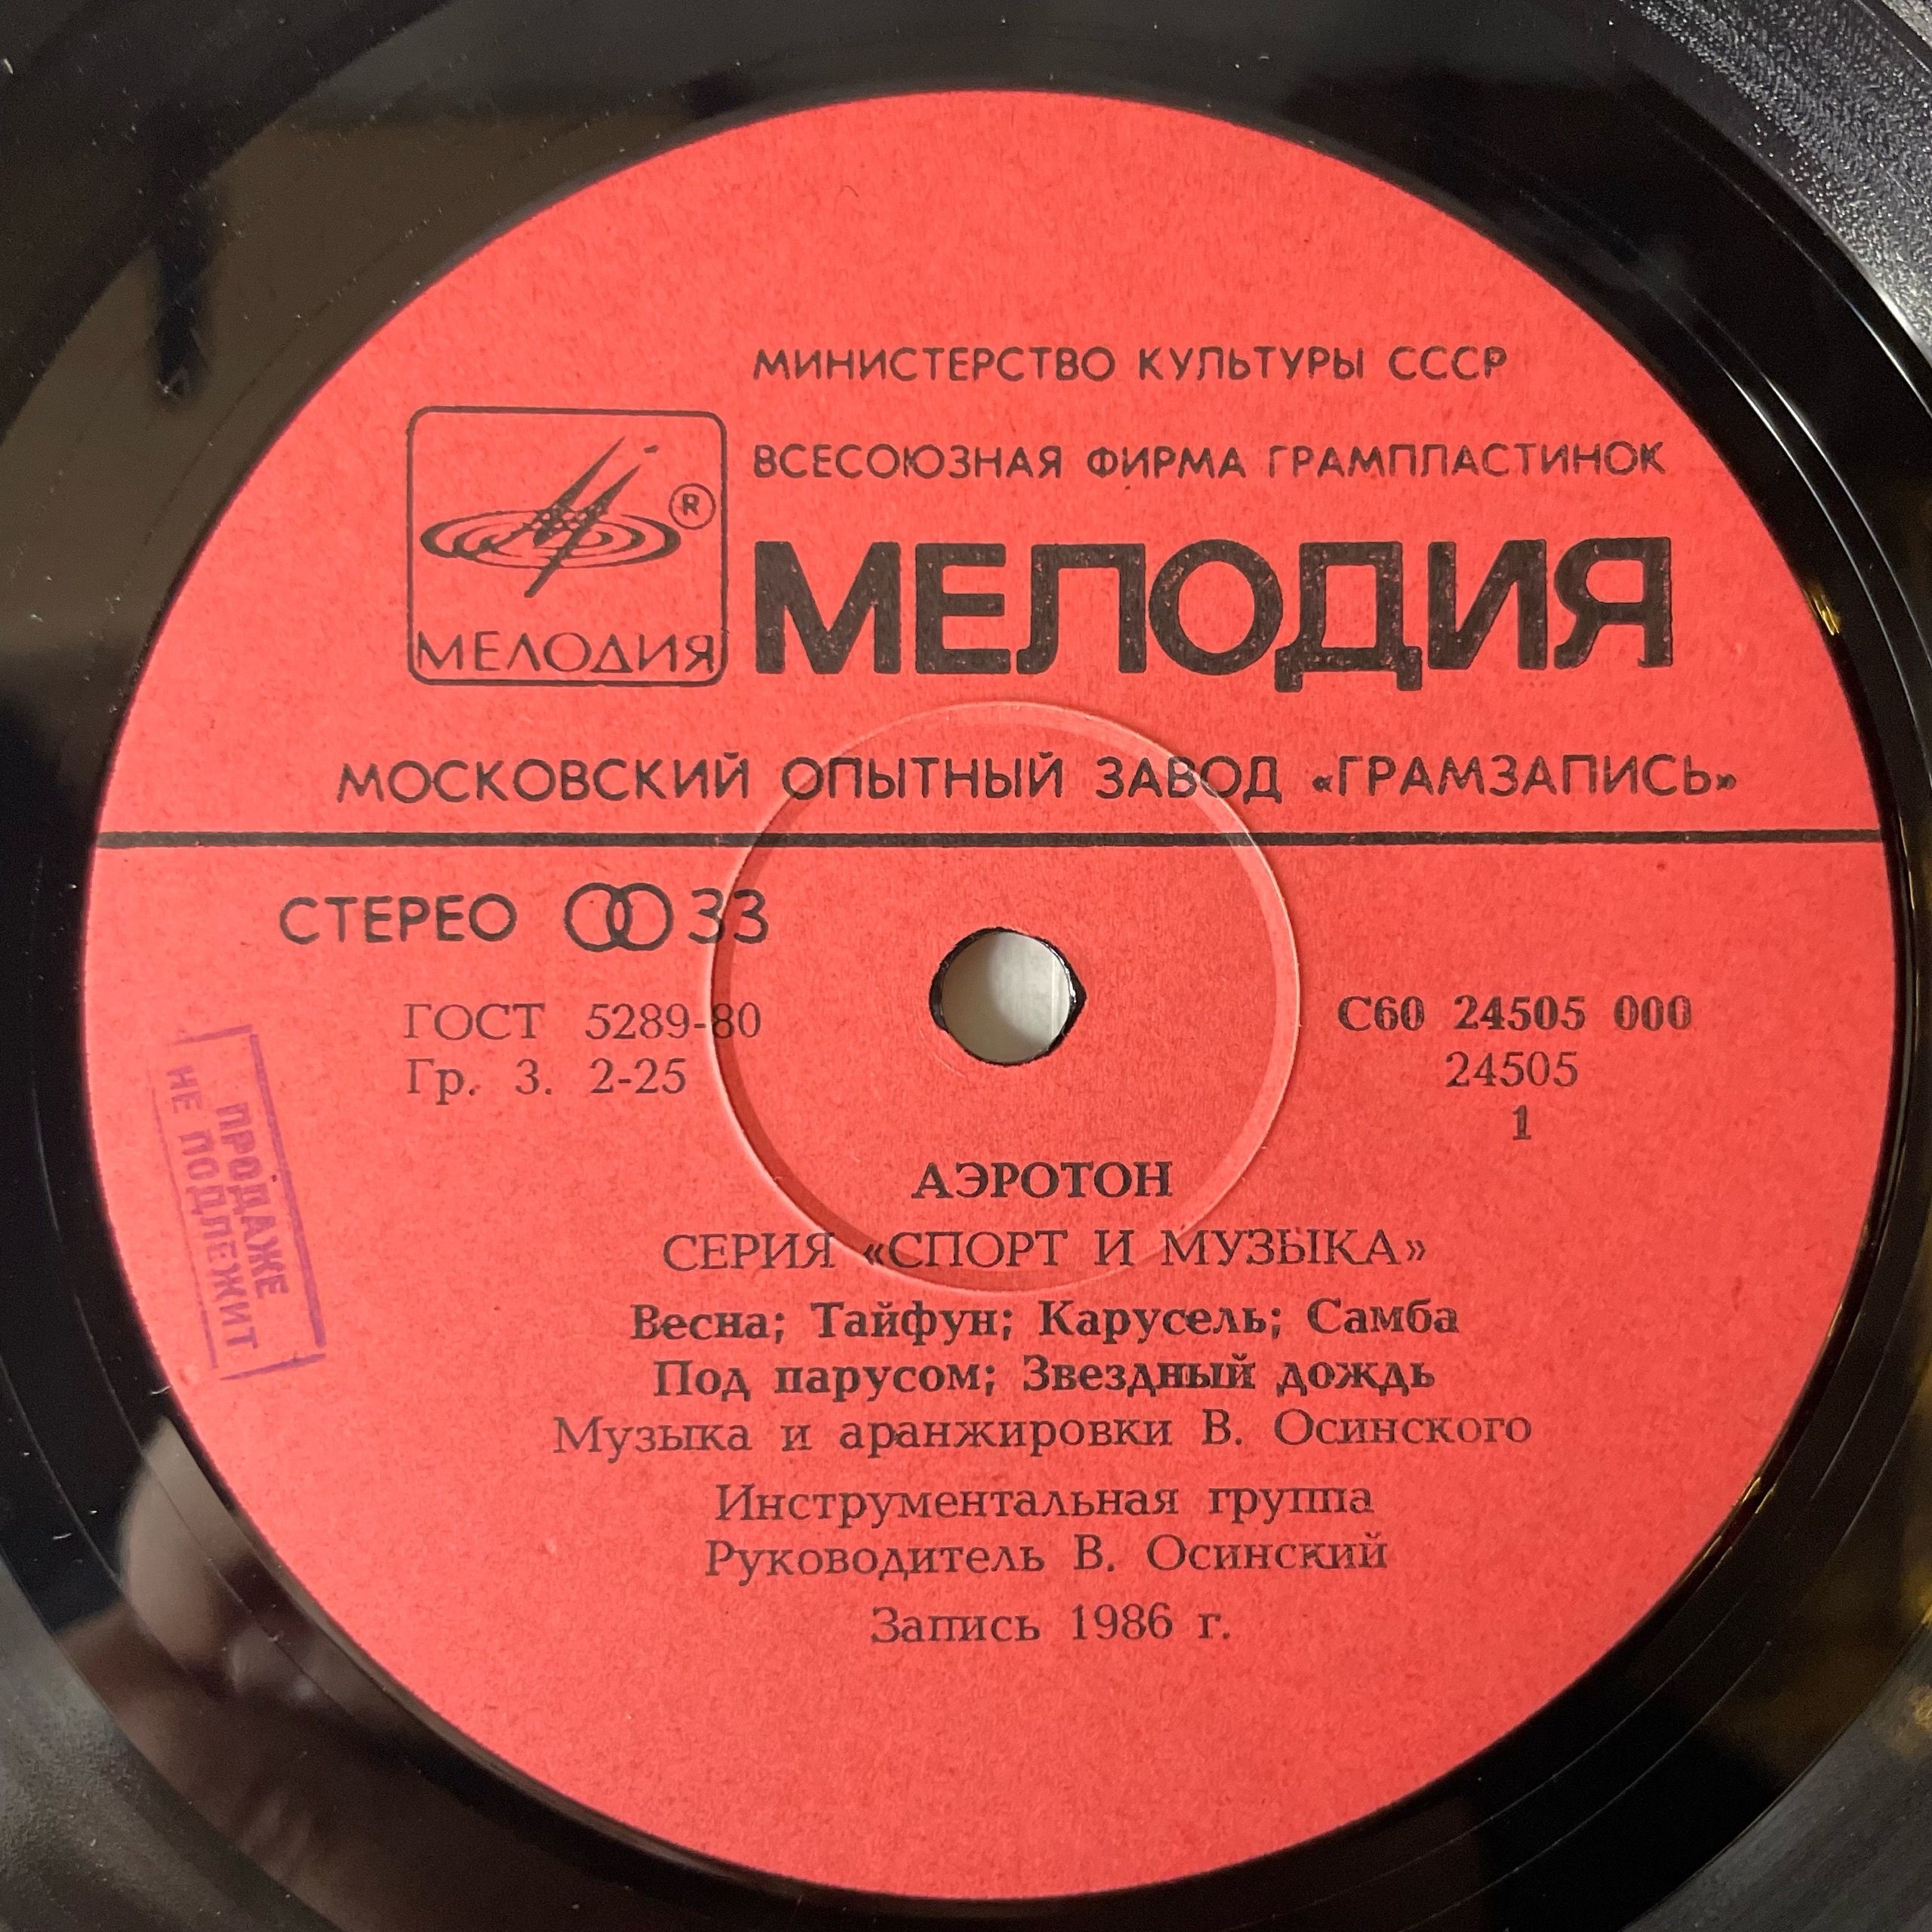 МИНИСТЕРСТВО КУЛЬТУРЫ СССР
ВСЕСОЮЗНАЯ ФИРМА ГРАМПЛАСТИНОК
®
МЕЛОДИЯ
МЕЛОДИЯ
МОСКОВСКИЙ ОПЫТНЫЙ ЗАВОД «ГРАМЗАПИСЬ»
СТЕРЕО 33
ГОСТ 5289-80
Гр. 3. 2-25
С60 24505 000
24505
1
ПРОДАЖЕ
НЕ ПОДЛЕЖИТ
АЭРОТОН
СЕРИЯ «СПОРТ И МУЗЫКА»
Весна; Тайфун; Карусель; Самба
Под парусом; Звездный дождь
Музыка и аранжировки В. Осинского
Инструментальная группа
Руководитель В. Осинский
Запись 1986 г.